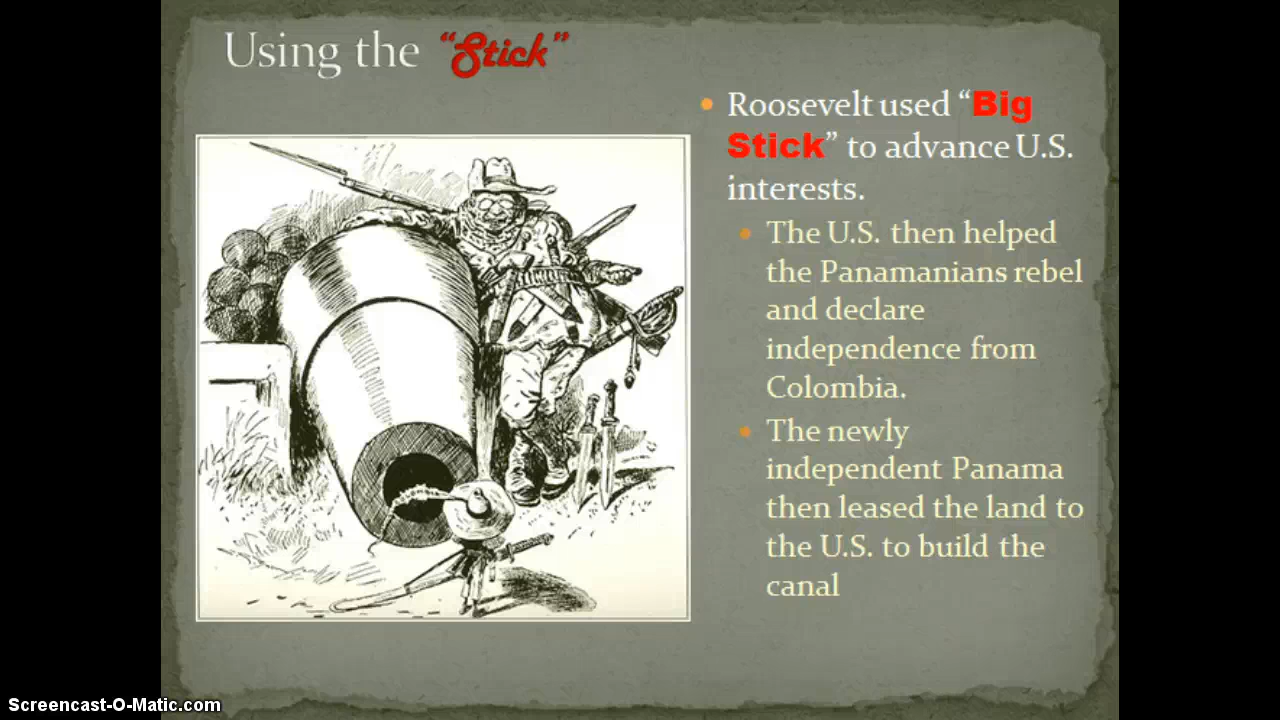 Using the “Stick”
Roosevelt used “Big
Stick” to advance U.S.
interests.
The U.S. then helped
the Panamanians rebel
and declare
independence from
Colombia.
The newly
independent Panama
then leased the land to
the U.S. to build the
canal
Screencast-O-Matic.com